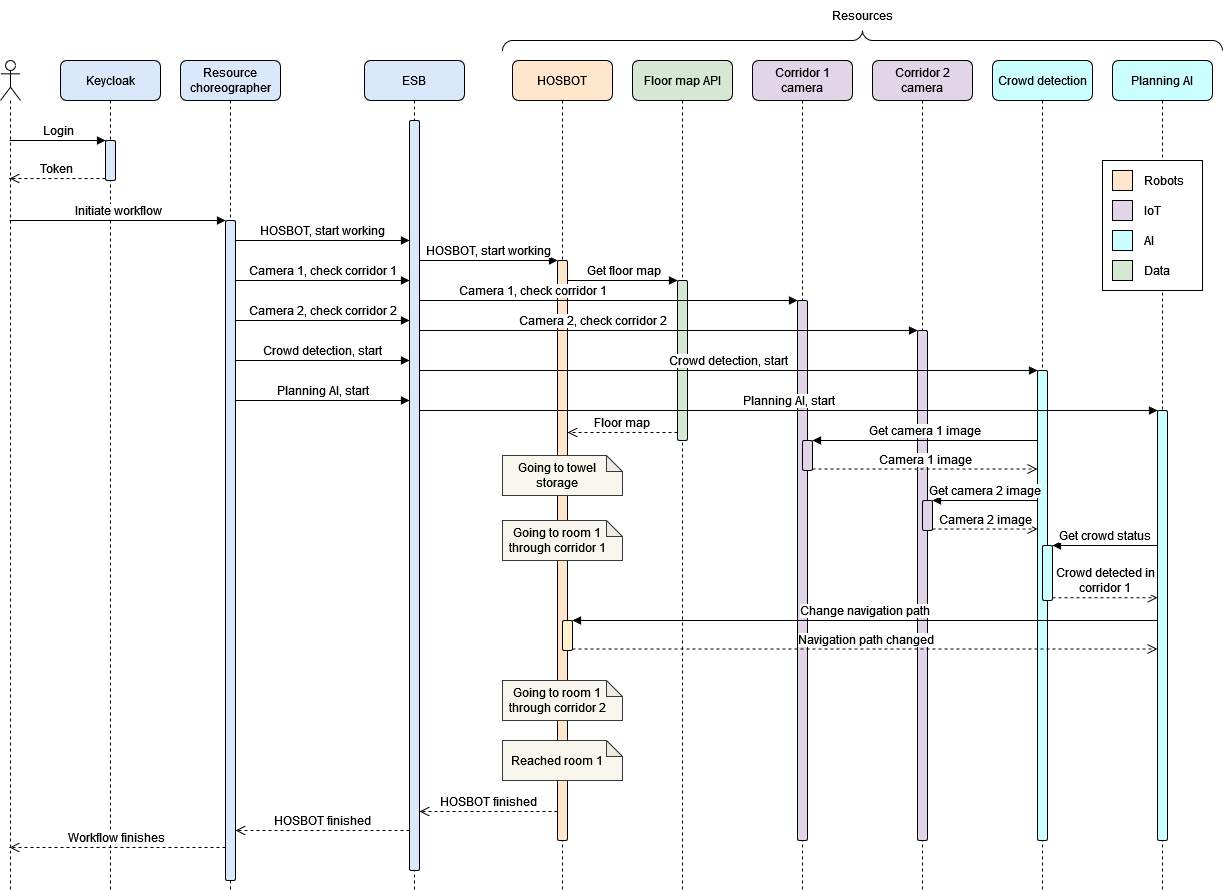 Resources
Keycloak
Resource
choreographer
ESB
HOSBOT
Floor map API
Corridor 1
camera
Corridor 2
camera
Crowd detection
Planning AI
Login
Token
Robots
IoT
AI
Data
Initiate workflow
HOSBOT, start working
HOSBOT, start working
Camera 1, check corridor 1
Get floor map
Camera 1, check corridor 1
Camera 2, check corridor 2
Camera 2, check corridor 2
Crowd detection, start
Crowd detection, start
Planning AI, start
Planning AI, start
Floor map
Get camera 1 image
Camera 1 image
Going to towel
storage
Get camera 2 image
Camera 2 image
Going to room 1
through corridor 1
Get crowd status
Crowd detected in
corridor 1
Change navigation path
Navigation path changed
Going to room 1
through corridor 2
Reached room 1
HOSBOT finished
HOSBOT finished
Workflow finishes